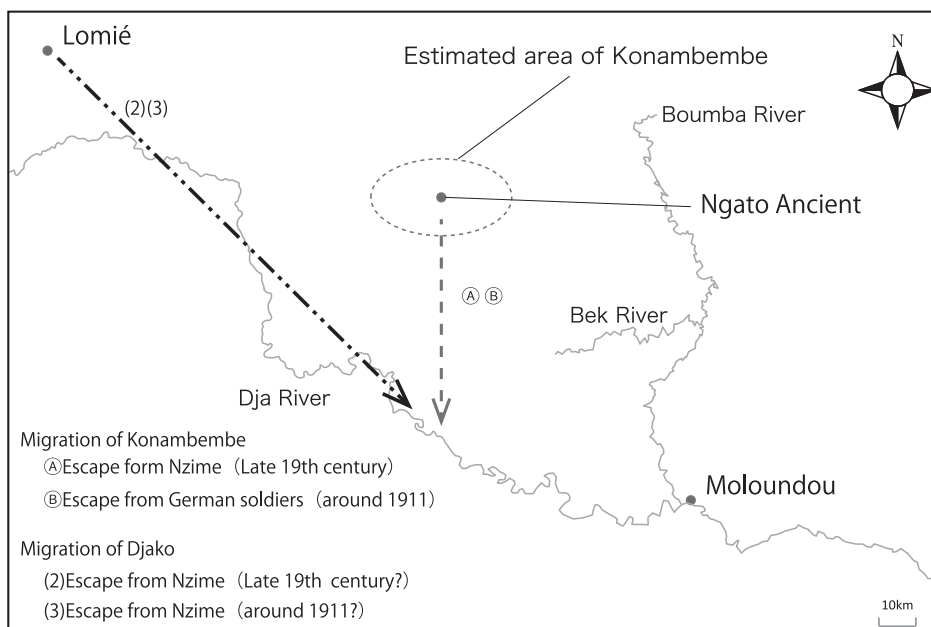 Lomié
N
Estimated area of Konambembe
(2)(3)
Boumba River
Ngato Ancient
Ⓐ Ⓑ
Bek River
Dja River
Migration of Konambembe
ⒶEscape form Nzime (Late 19th century)
ⒷEscape from German soldiers (around 1911)
Moloundou
Migration of Djako
(2)Escape from Nzime (Late 19th century?)
(3)Escape from Nzime (around 1911?)
10km